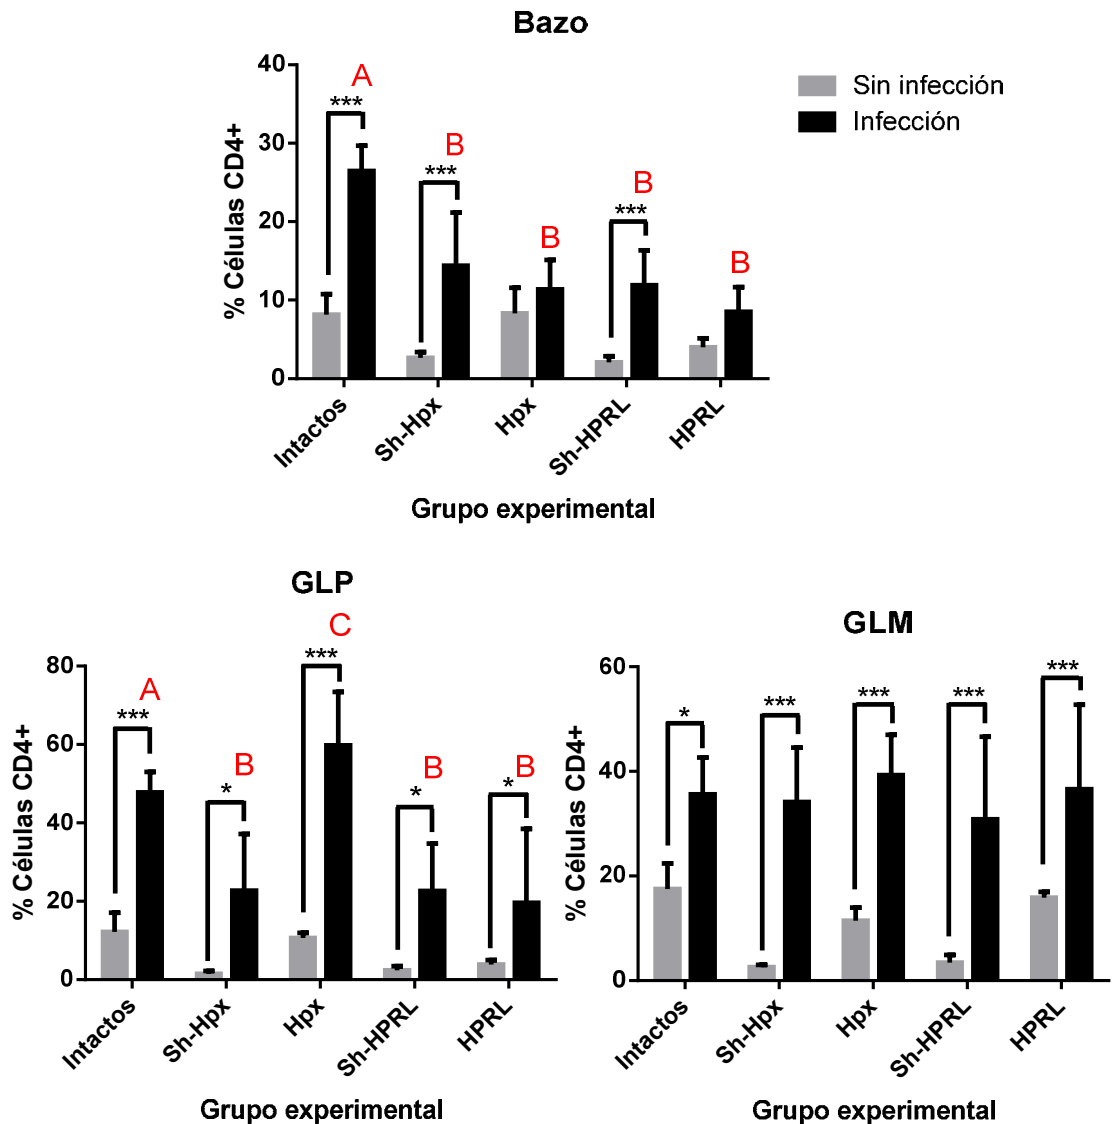 Bazo
Sin infección
Infección
% Células CD4+
40
30
20
10
0
A
***
B
***
B
B
***
B
Intactos
Sh-Hpx
Hpx
Sh-HPRL
HPRL
Grupo experimental
GLP
% Células CD4+
80
60
40
20
0
A
***
B
*
C
***
B
*
B
*
Intactos
Sh-Hpx
Hpx
Sh-HPRL
HPRL
Grupo experimental
GLM
% Células CD4+
60
40
20
0
*
***
***
***
***
Intactos
Sh-Hpx
Hpx
Sh-HPRL
HPRL
Grupo experimental